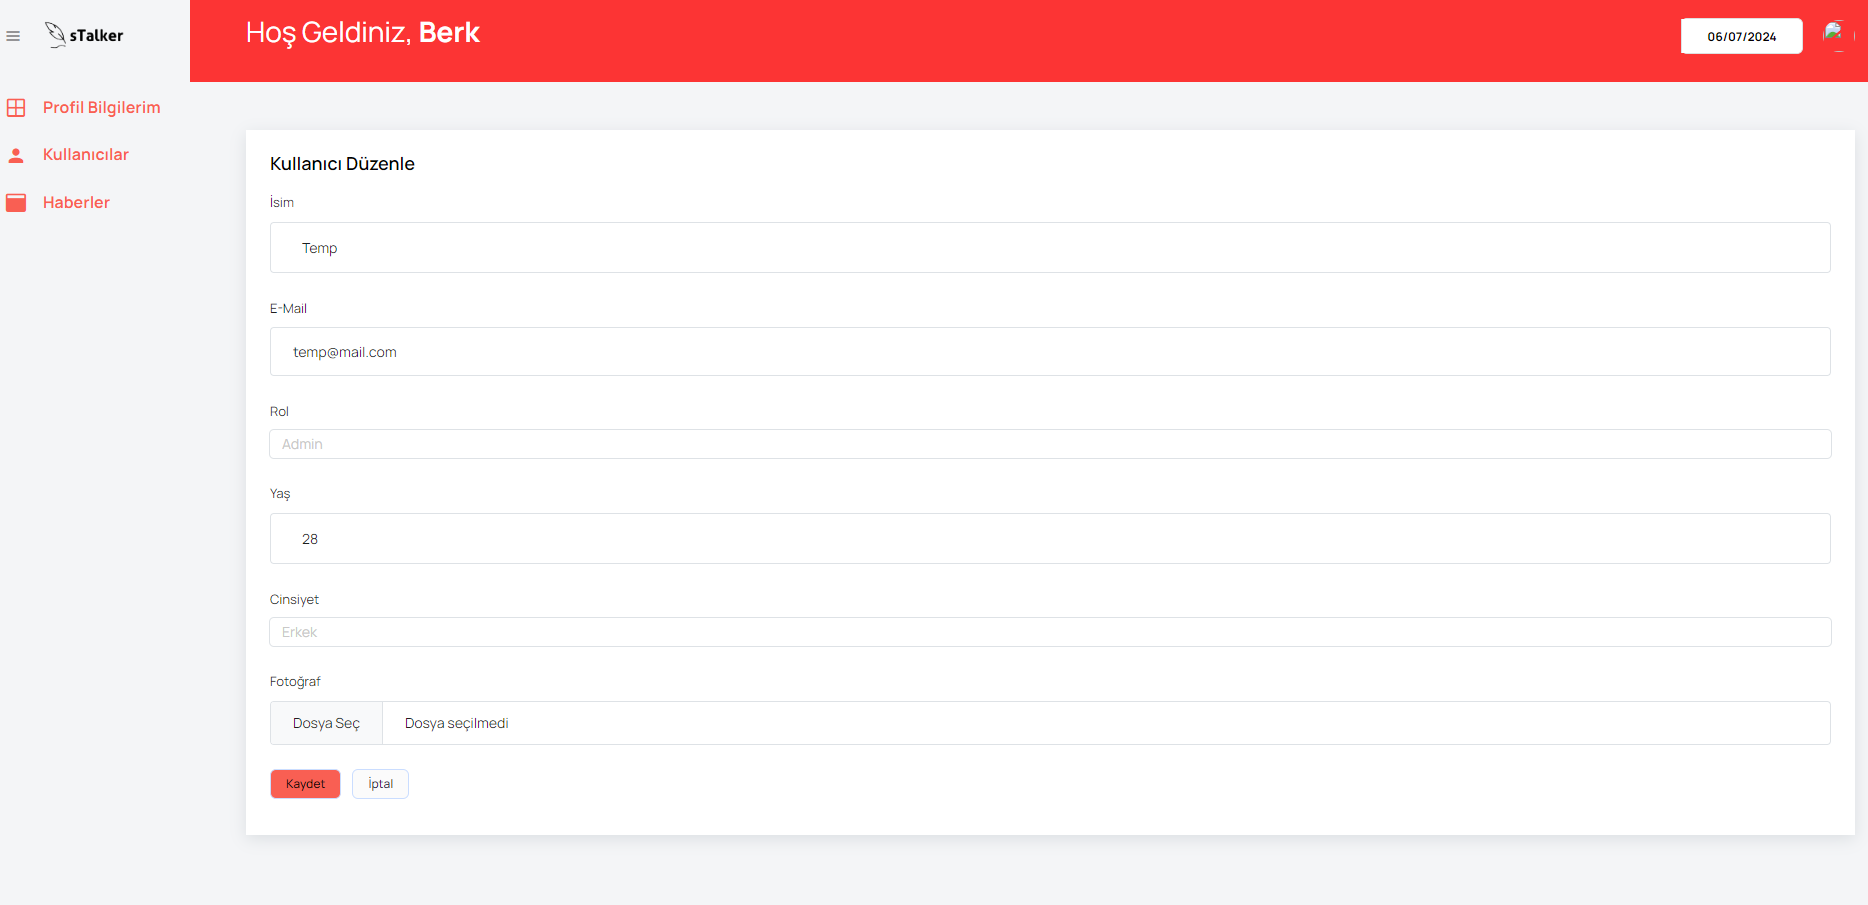 sTalker
Hoş Geldiniz, Berk
06/07/2024
Profil Bilgilerim
Kullanıcılar
Haberler
Kullanıcı Düzenle
İsim
Temp
E-Mail
temp@mail.com
Rol
Admin
Yaş
28
Cinsiyet
Erkek
Fotoğraf
Dosya Seç Dosya seçilmedi
Kaydet İptal